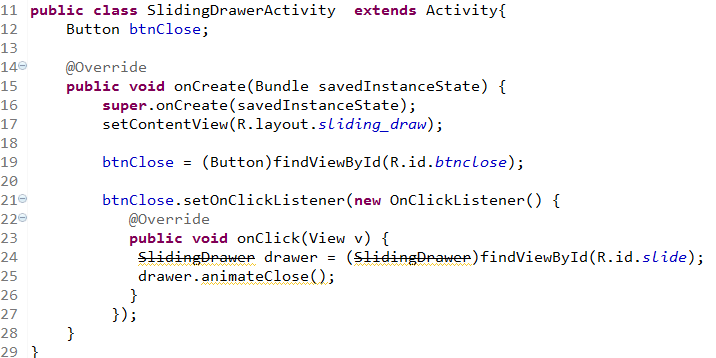 11 public class SlidingDrawerActivity  extends Activity{
12     Button btnClose;
13
14     @Override
15     public void onCreate(Bundle savedInstanceState) {
16         super.onCreate(savedInstanceState);
17         setContentView(R.layout.sliding_draw);
18
19         btnClose = (Button)findViewById(R.id.btnclose);
20
21         btnClose.setOnClickListener(new OnClickListener() {
22            @Override
23            public void onClick(View v) {
24             SlidingDrawer drawer = (SlidingDrawer)findViewById(R.id.slide);
25             drawer.animateClose();
26            }
27          });
28     }
29 }